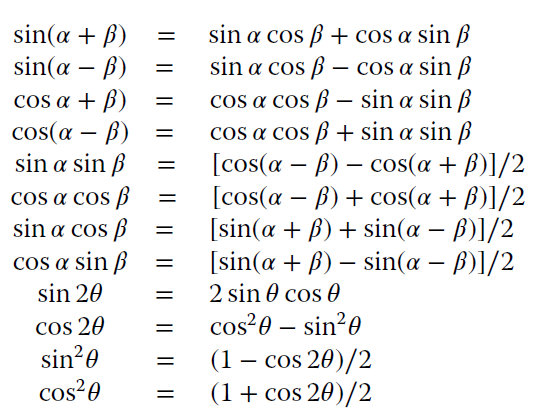 sin(α + β) = sin α cos β + cos α sin β
sin(α − β) = sin α cos β − cos α sin β
cos α + β) = cos α cos β − sin α sin β
cos(α − β) = cos α cos β + sin α sin β
sin α sin β = [cos(α − β) − cos(α + β)]/2
cos α cos β = [cos(α − β) + cos(α + β)]/2
sin α cos β = [sin(α + β) + sin(α − β)]/2
cos α sin β = [sin(α + β) − sin(α − β)]/2
sin 2θ = 2 sin θ cos θ
cos 2θ = cos²θ − sin²θ
sin²θ = (1 − cos 2θ)/2
cos²θ = (1 + cos 2θ)/2